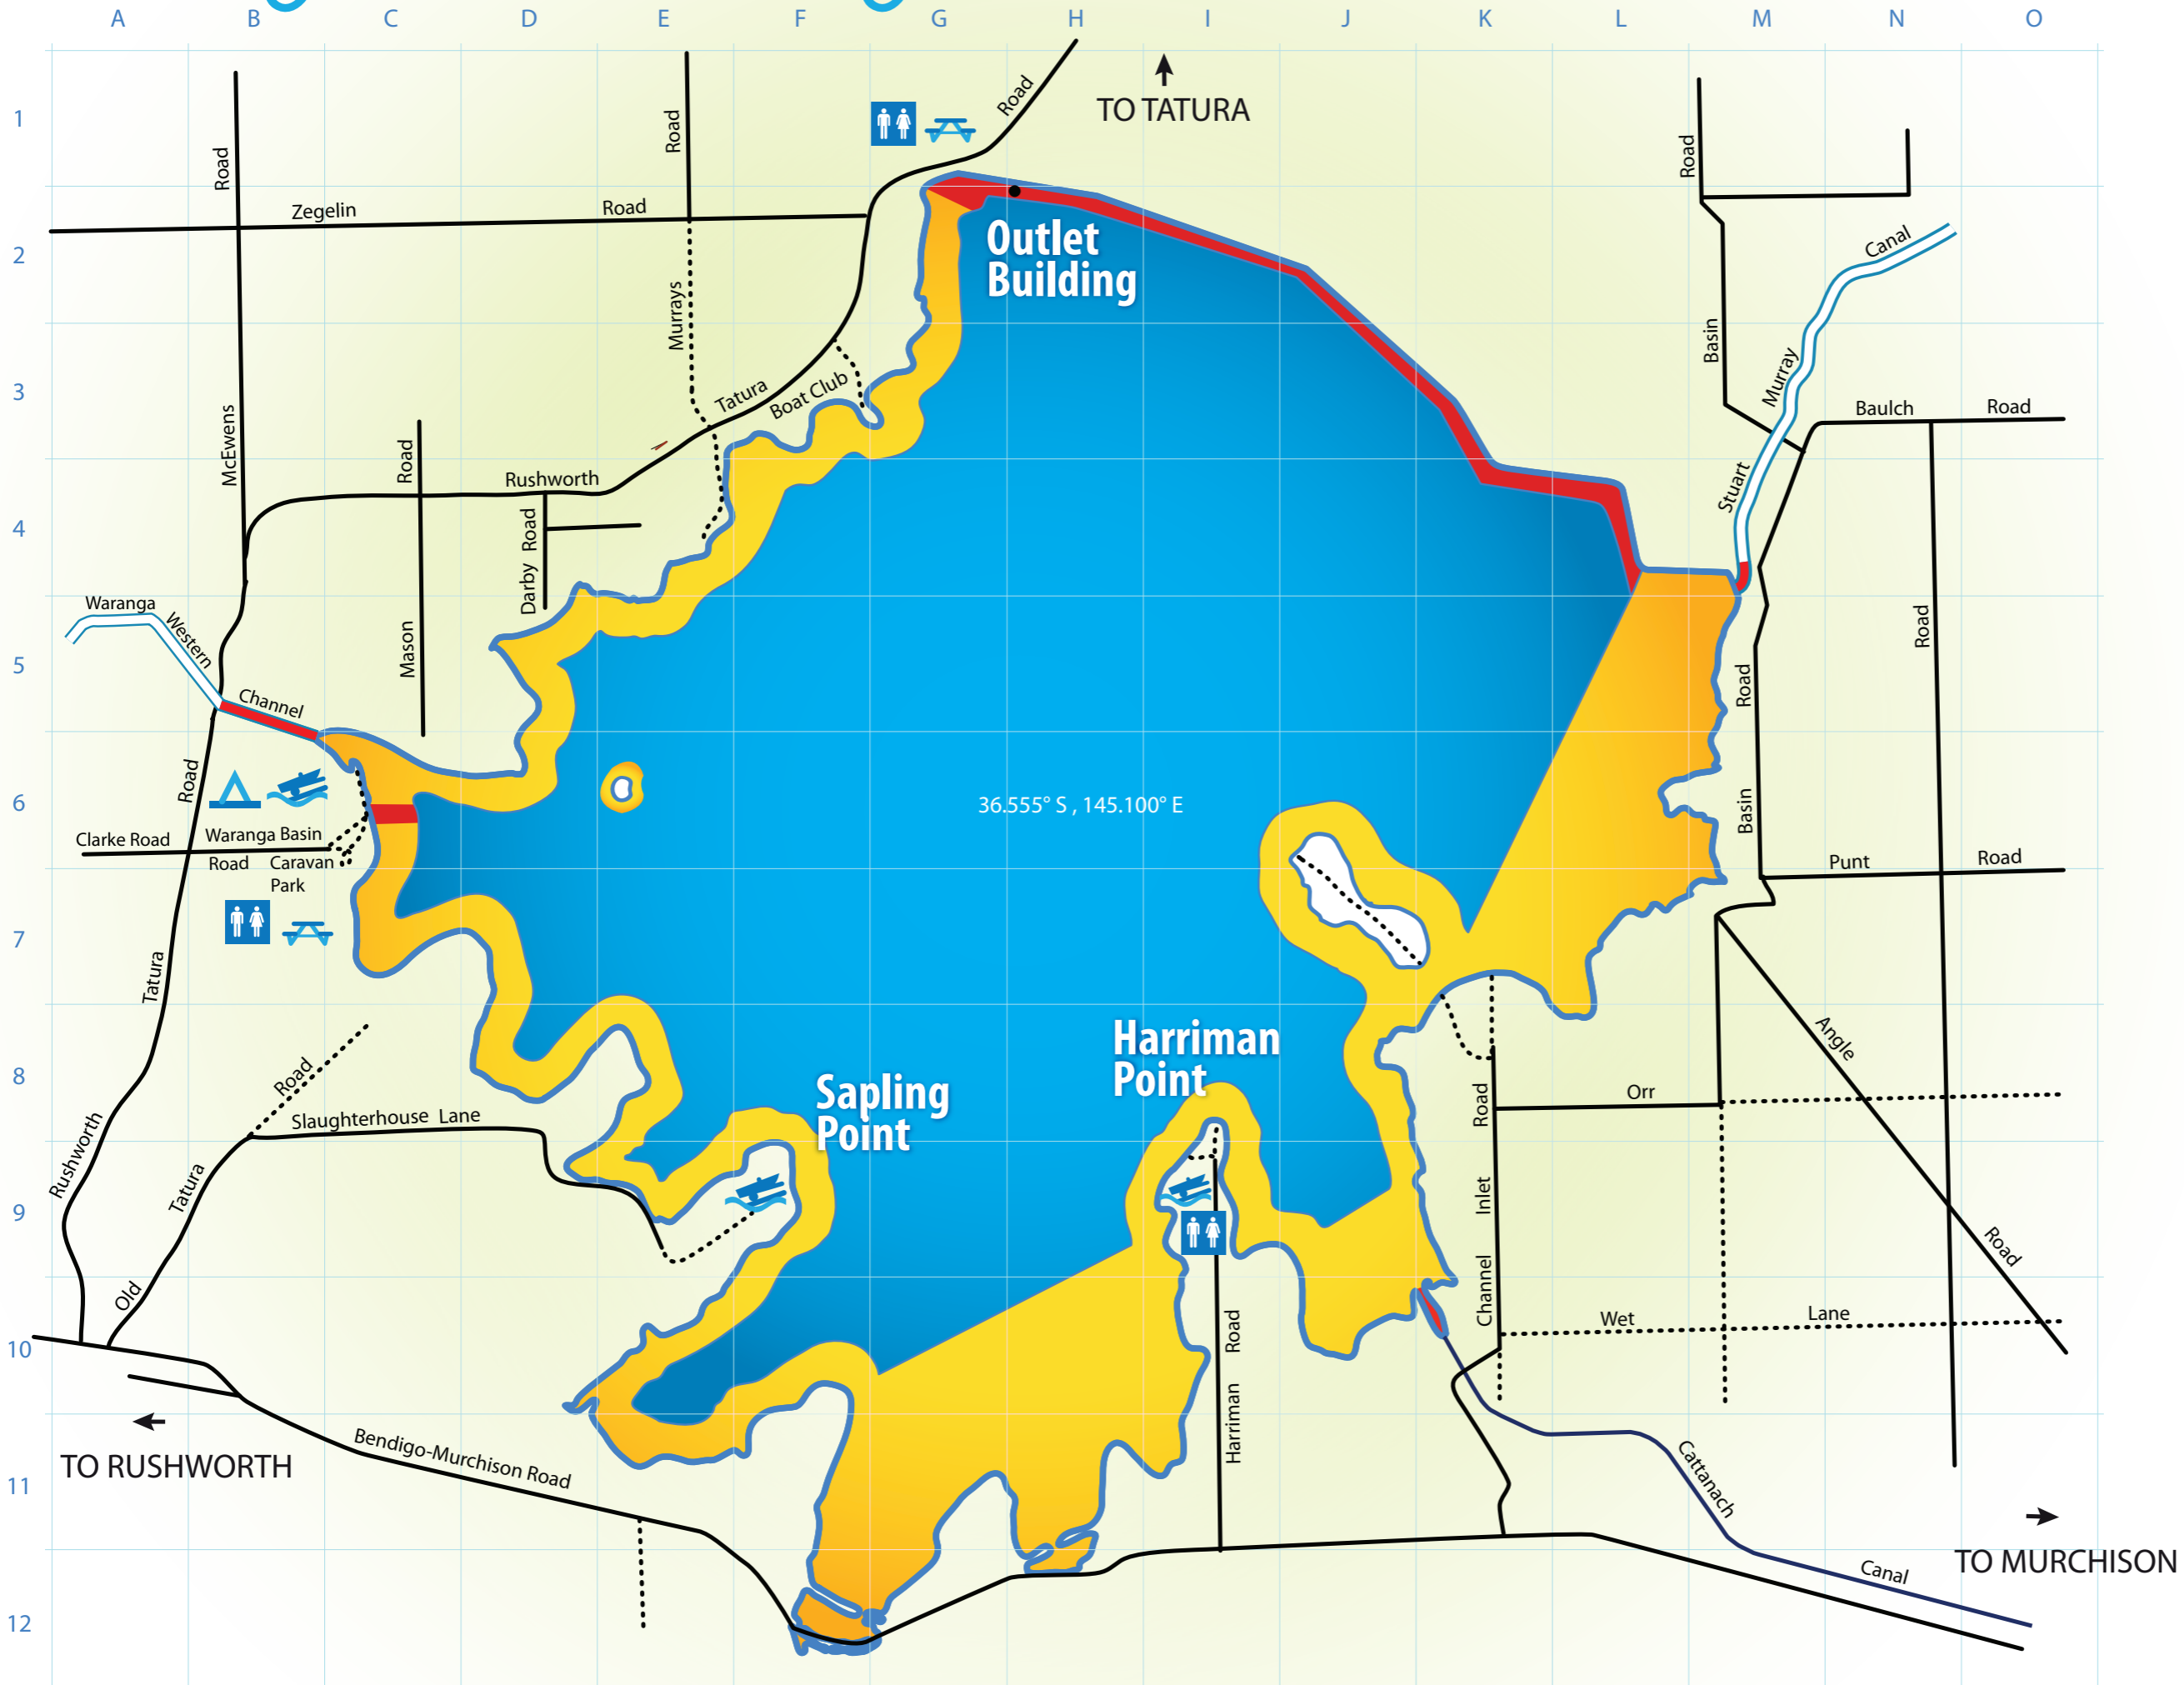 A B C D E F G H I J K L M N O
1
2
3
4
5
6
7
8
9
10
11
12
TO TATURA
Road
Road
Road
Road
Zegelin Road
Outlet
Building
Canal
Murray
Stuart
Basin
Murrays
Tatura
Boat Club
McEwens
Road
Rushworth
Baulch Road
Darby Road
Waranga
Western
Channel
Mason
Road
Road
Basin
Road
36.555° S , 145.100° E
Clarke Road
Waranga Basin
Road Caravan
Park
Punt Road
Tatura
Rushworth
Harriman
Point
Sapling
Point
Angle
Road
Road
Slaughterhouse Lane
Tatura
Old
Orr
Road
Inlet
Channel
Wet Lane
Road
Harriman
TO RUSHWORTH
Bendigo-Murchison Road
Cattanach
Canal
TO MURCHISON